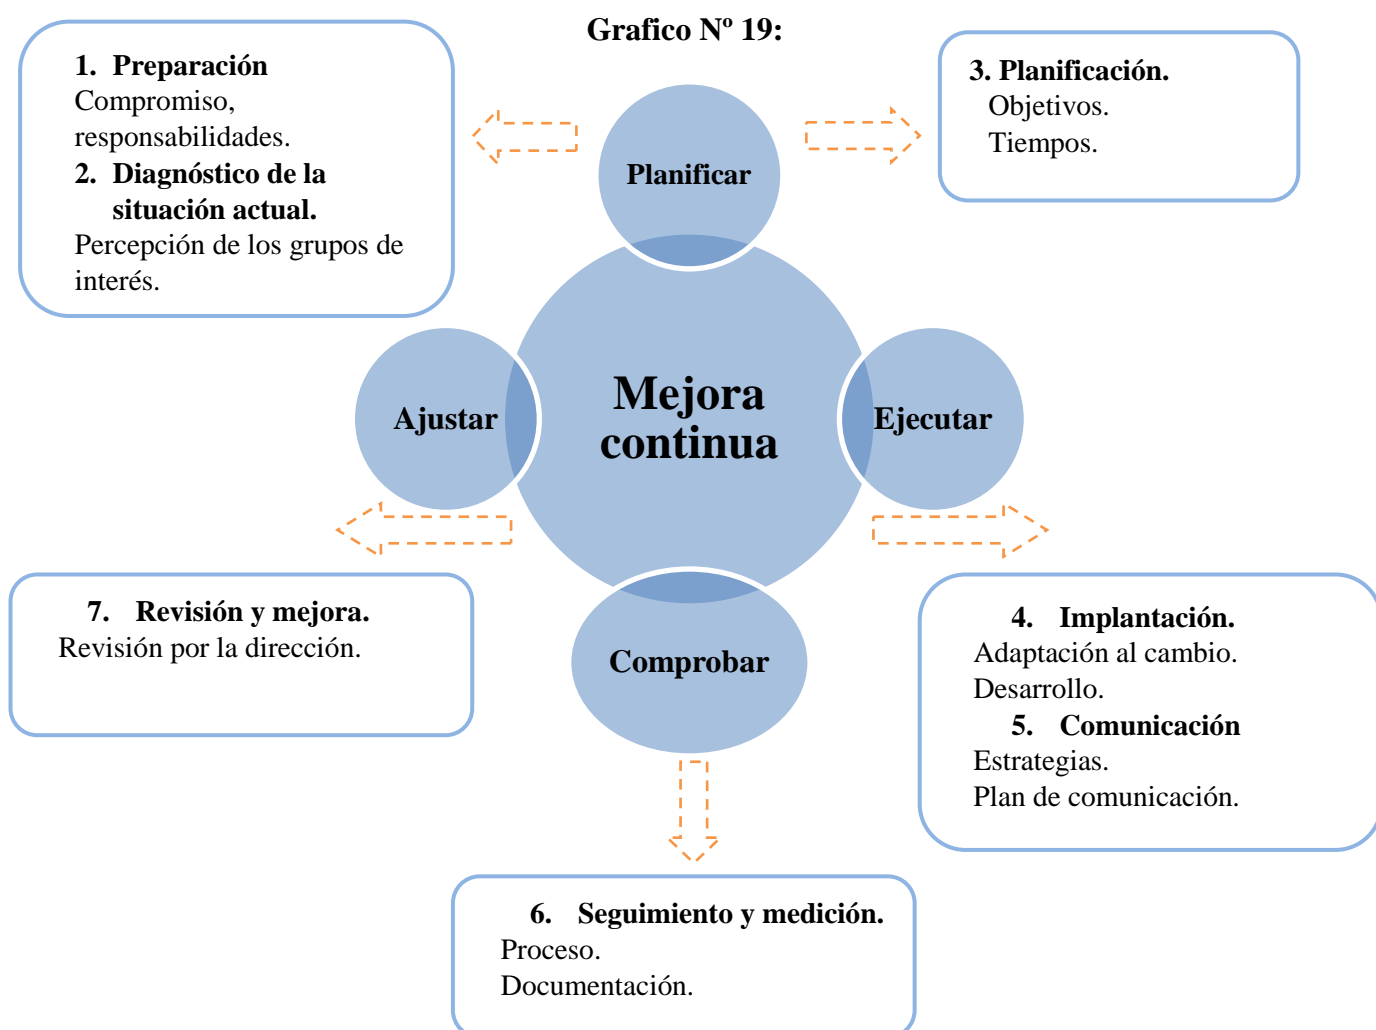 Grafico Nº 19:
1. Preparación
Compromiso,
responsabilidades.
2. Diagnóstico de la
situación actual.
Percepción de los grupos de
interés.
Planificar
3. Planificación.
Objetivos.
Tiempos.
Ajustar
Mejora
continua
Ejecutar
7. Revisión y mejora.
Revisión por la dirección.
Comprobar
4. Implantación.
Adaptación al cambio.
Desarrollo.
5. Comunicación
Estrategias.
Plan de comunicación.
6. Seguimiento y medición.
Proceso.
Documentación.